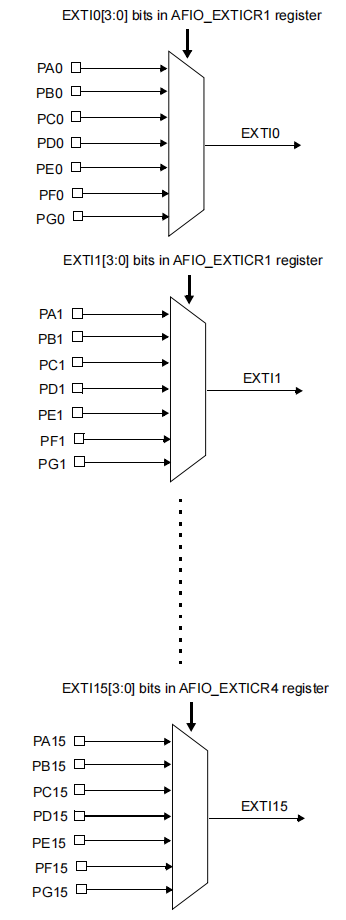 EXTI0[3:0] bits in AFIO_EXTICR1 register
PA0
PB0
PC0
PD0
PE0
PF0
PG0
EXTI0
EXTI1[3:0] bits in AFIO_EXTICR1 register
PA1
PB1
PC1
PD1
PE1
PF1
PG1
EXTI1
EXTI15[3:0] bits in AFIO_EXTICR4 register
PA15
PB15
PC15
PD15
PE15
PF15
PG15
EXTI15